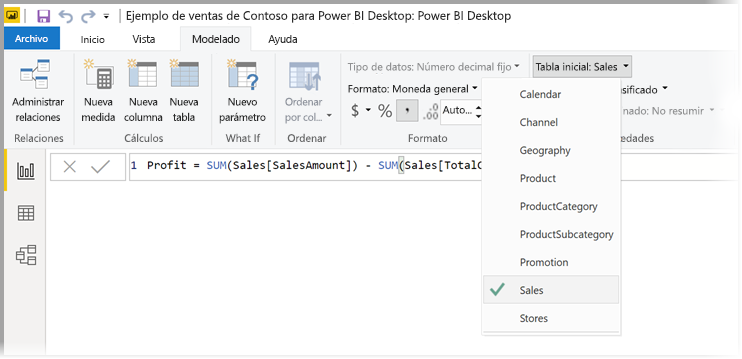 Ejemplo de ventas de Contoso para Power BI Desktop: Power BI Desktop
Archivo Inicio Vista Modelado Ayuda
Administrar relaciones
Nueva medida
Nueva columna
Nueva tabla
Nuevo parámetro
Ordenar por col...
Tipo de datos: Número decimal fijo
Formato: Moneda general
$ % , .00 Auto...
Tabla inicial: Sales
sificado
nado: No resumir
Relaciones Cálculos What If Ordenar Formato edades
1 Profit = SUM(Sales[SalesAmount]) - SUM(Sales[TotalC
Calendar
Channel
Geography
Product
ProductCategory
ProductSubcategory
Promotion
Sales
Stores